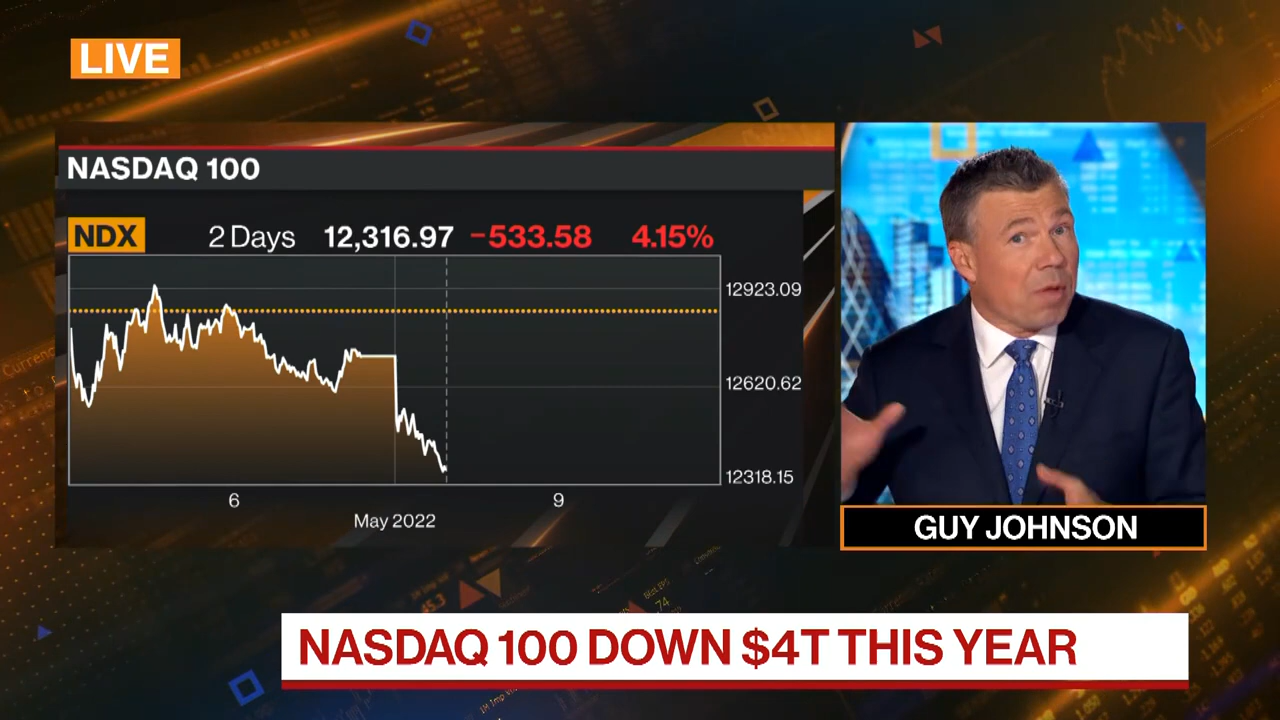 LIVE
NASDAQ 100
NDX 2 Days 12,316.97 -533.58 4.15%
12923.09
12620.62
12318.15
6 9
May 2022
GUY JOHNSON
NASDAQ 100 DOWN $4T THIS YEAR